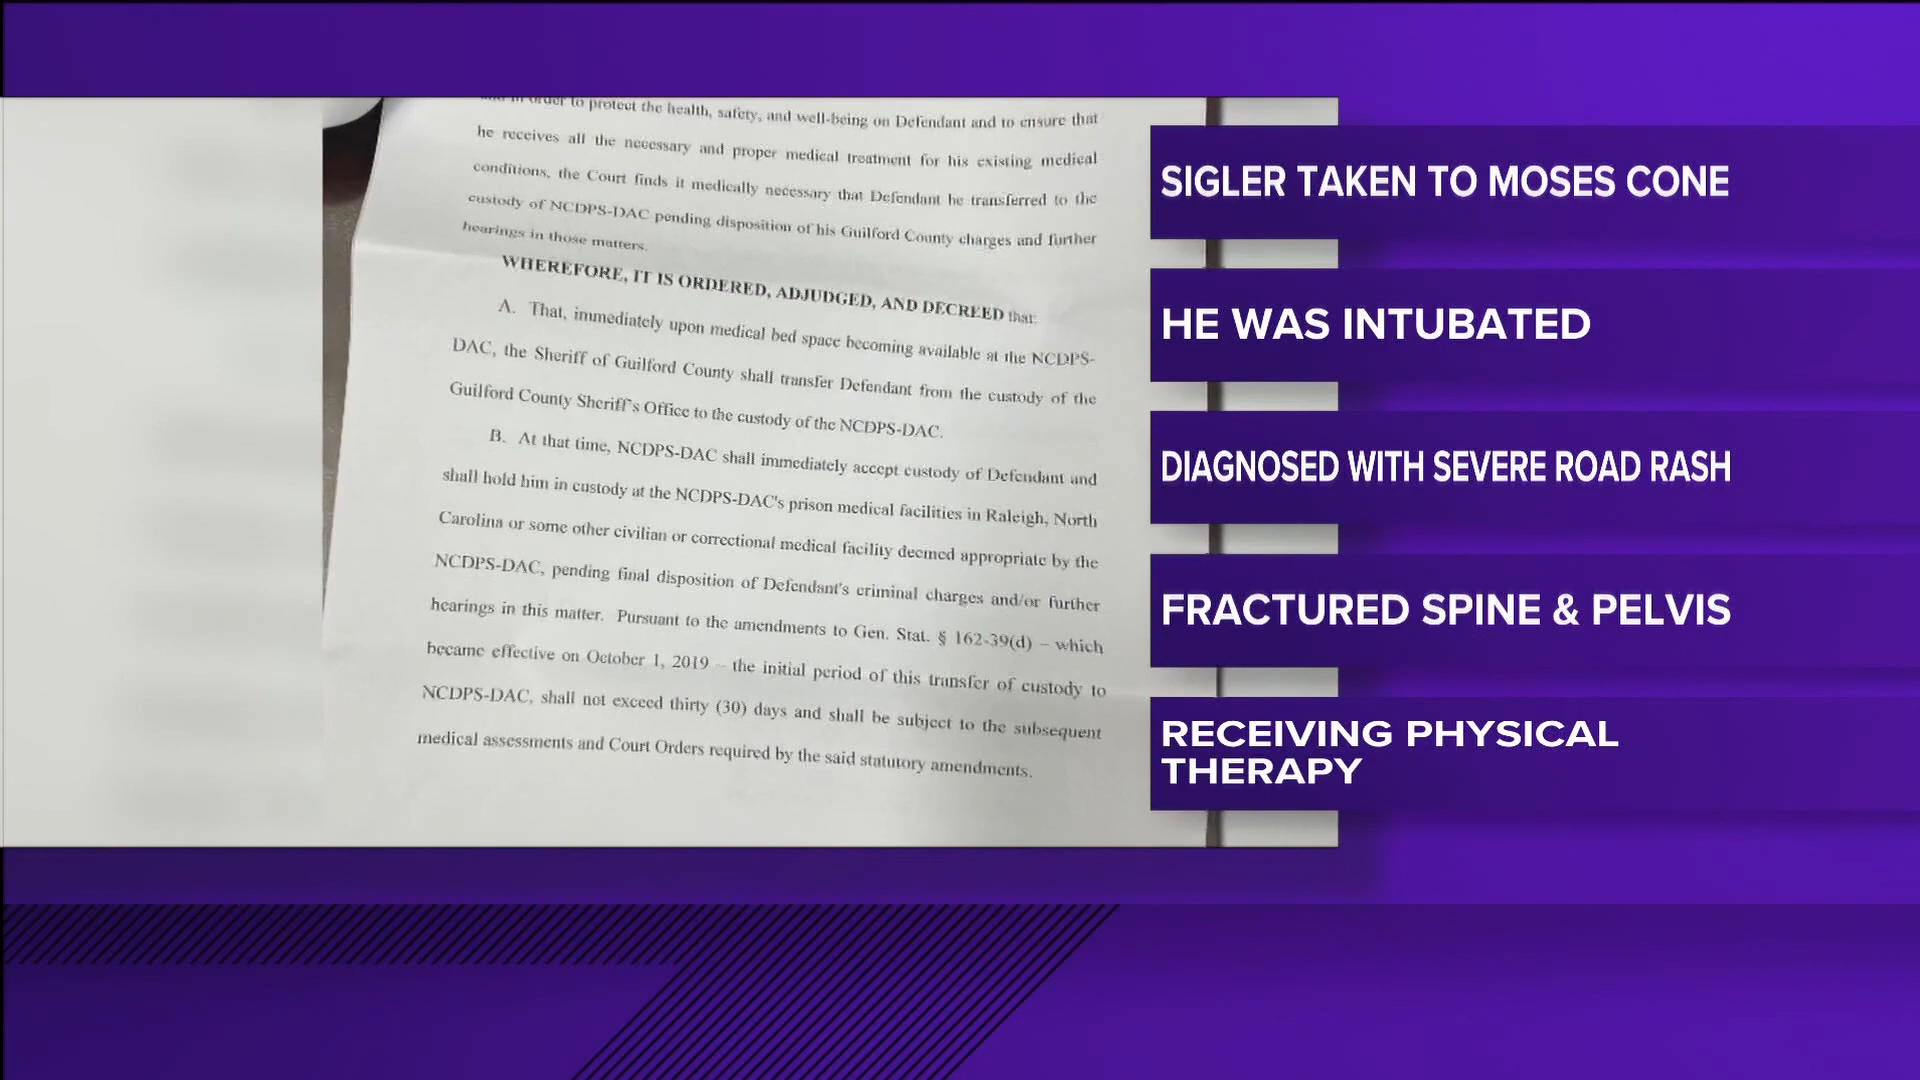 and in order to protect the health, safety, and well-being on Defendant and to ensure that
he receives all the necessary and proper medical treatment for his existing medical
conditions, the Court finds it medically necessary that Defendant be transferred to the
custody of NCDPS-DAC pending disposition of his Guilford County charges and further
hearings in those matters.
WHEREFORE, IT IS ORDERED, ADJUDGED, AND DECREED that:
A. That, immediately upon medical bed space becoming available at the NCDPS-
DAC, the Sheriff of Guilford County shall transfer Defendant from the custody of the
Guilford County Sheriff's Office to the custody of the NCDPS-DAC.
B. At that time, NCDPS-DAC shall immediately accept custody of Defendant and
shall hold him in custody at the NCDPS-DAC's prison medical facilities in Raleigh, North
Carolina or some other civilian or correctional medical facility deemed appropriate by the
NCDPS-DAC, pending final disposition of Defendant's criminal charges and/or further
hearings in this matter. Pursuant to the amendments to Gen. Stat. § 162-39(d) – which
became effective on October 1, 2019 – the initial period of this transfer of custody to
NCDPS-DAC, shall not exceed thirty (30) days and shall be subject to the subsequent
medical assessments and Court Orders required by the said statutory amendments.
SIGLER TAKEN TO MOSES CONE
HE WAS INTUBATED
DIAGNOSED WITH SEVERE ROAD RASH
FRACTURED SPINE & PELVIS
RECEIVING PHYSICAL
THERAPY